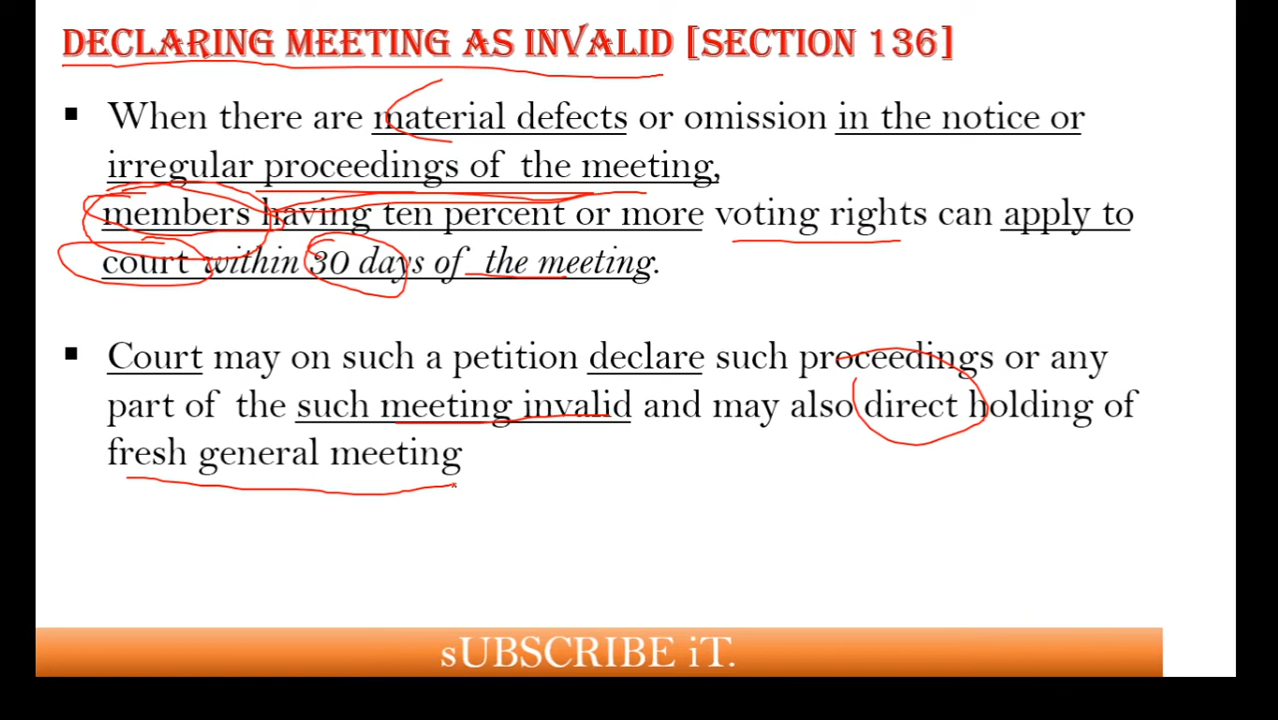 DECLARING MEETING AS INVALID [SECTION 136]
▪ When there are material defects or omission in the notice or
irregular proceedings of the meeting,
members having ten percent or more voting rights can apply to
court within 30 days of the meeting.
▪ Court may on such a petition declare such proceedings or any
part of the such meeting invalid and may also direct holding of
fresh general meeting
sUBSCRIBE iT.